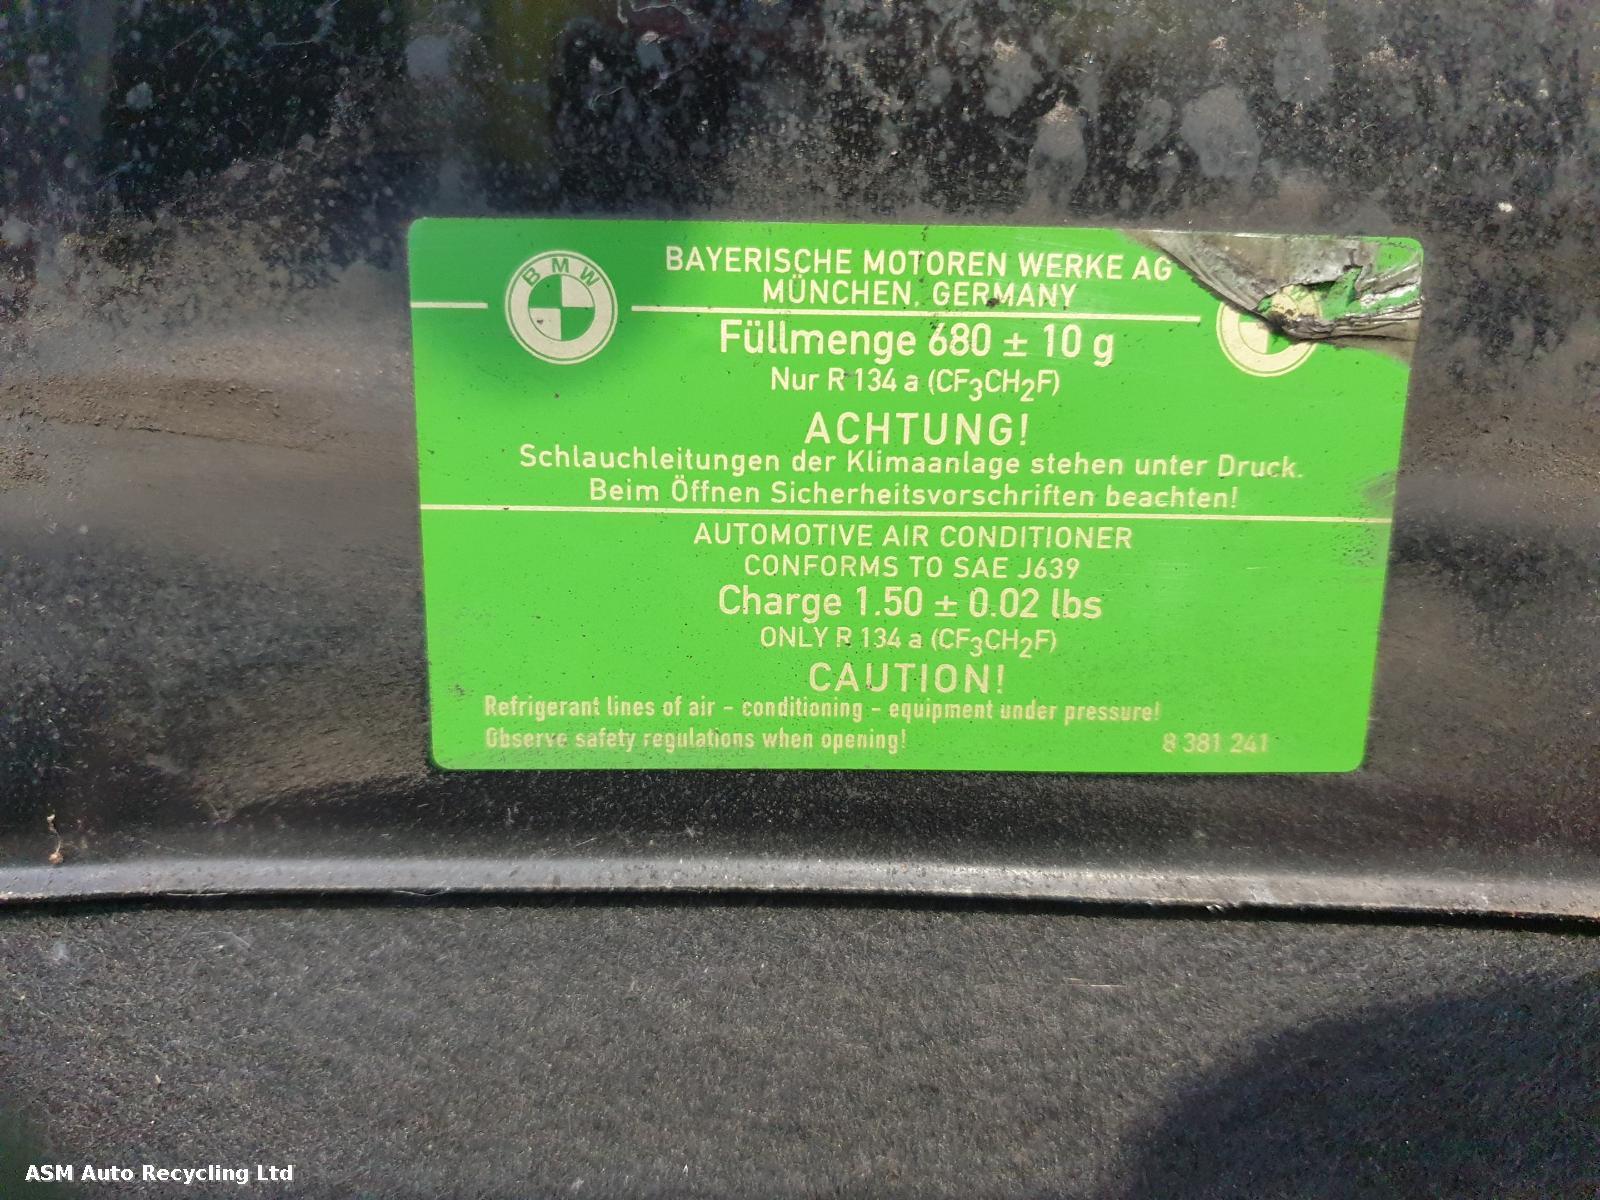 BMW
BAYERISCHE MOTOREN WERKE AG
MÜNCHEN, GERMANY
Füllmenge 680 ± 10 g
Nur R 134 a (CF₃CH₂F)
ACHTUNG!
Schlauchleitungen der Klimaanlage stehen unter Druck.
Beim Öffnen Sicherheitsvorschriften beachten!
AUTOMOTIVE AIR CONDITIONER
CONFORMS TO SAE J639
Charge 1.50 ± 0.02 lbs
ONLY R 134 a (CF₃CH₂F)
CAUTION!
Refrigerant lines of air - conditioning - equipment under pressure!
Observe safety regulations when opening!
8 381 241
ASM Auto Recycling Ltd